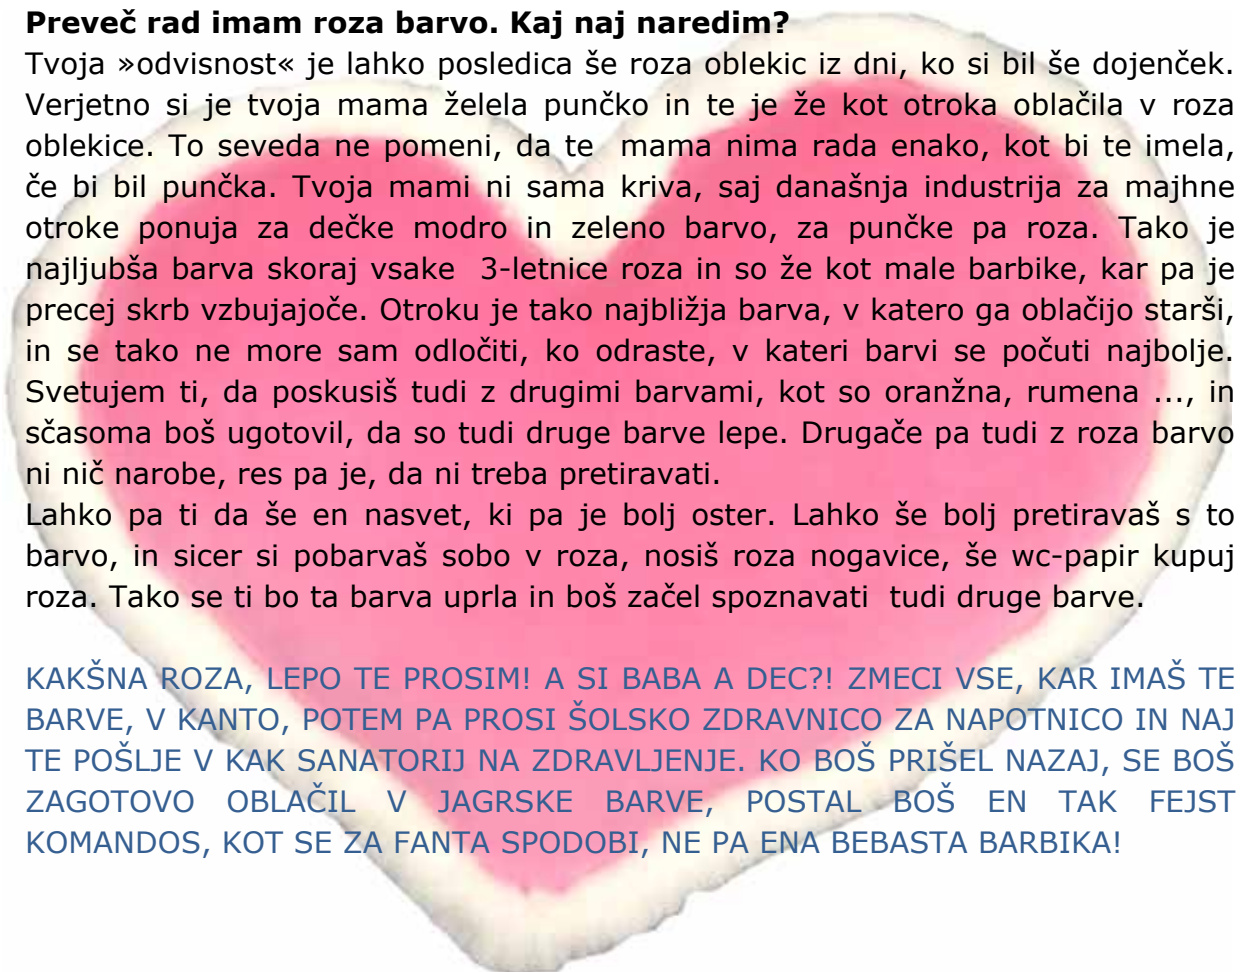 Preveč rad imam roza barvo. Kaj naj naredim?
Tvoja »odvisnost« je lahko posledica še roza oblekic iz dni, ko si bil še dojenček.
Verjetno si je tvoja mama želela punčko in te je že kot otroka oblačila v roza
oblekice. To seveda ne pomeni, da te mama nima rada enako, kot bi te imela,
če bi bil punčka. Tvoja mami ni sama kriva, saj današnja industrija za majhne
otroke ponuja za dečke modro in zeleno barvo, za punčke pa roza. Tako je
najljubša barva skoraj vsake 3-letnice roza in so že kot male barbike, kar pa je
precej skrb vzbujajoče. Otroku je tako najbližja barva, v katero ga oblačijo starši,
in se tako ne more sam odločiti, ko odraste, v kateri barvi se počuti najbolje.
Svetujem ti, da poskusiš tudi z drugimi barvami, kot so oranžna, rumena ..., in
sčasoma boš ugotovil, da so tudi druge barve lepe. Drugače pa tudi z roza barvo
ni nič narobe, res pa je, da ni treba pretiravati.
Lahko pa ti da še en nasvet, ki pa je bolj oster. Lahko še bolj pretiravaš s to
barvo, in sicer si pobarvaš sobo v roza, nosiš roza nogavice, še wc-papir kupuj
roza. Tako se ti bo ta barva uprla in boš začel spoznavati tudi druge barve.
KAKŠNA ROZA, LEPO TE PROSIM! A SI BABA A DEC?! ZMECI VSE, KAR IMAŠ TE
BARVE, V KANTO, POTEM PA PROSI ŠOLSKO ZDRAVNICO ZA NAPOTNICO IN NAJ
TE POŠLJE V KAK SANATORIJ NA ZDRAVLJENJE. KO BOŠ PRIŠEL NAZAJ, SE BOŠ
ZAGOTOVO OBLAČIL V JAGRSKE BARVE, POSTAL BOŠ EN TAK FEJST
KOMANDOS, KOT SE ZA FANTA SPODOBI, NE PA ENA BEBASTA BARBIKA!